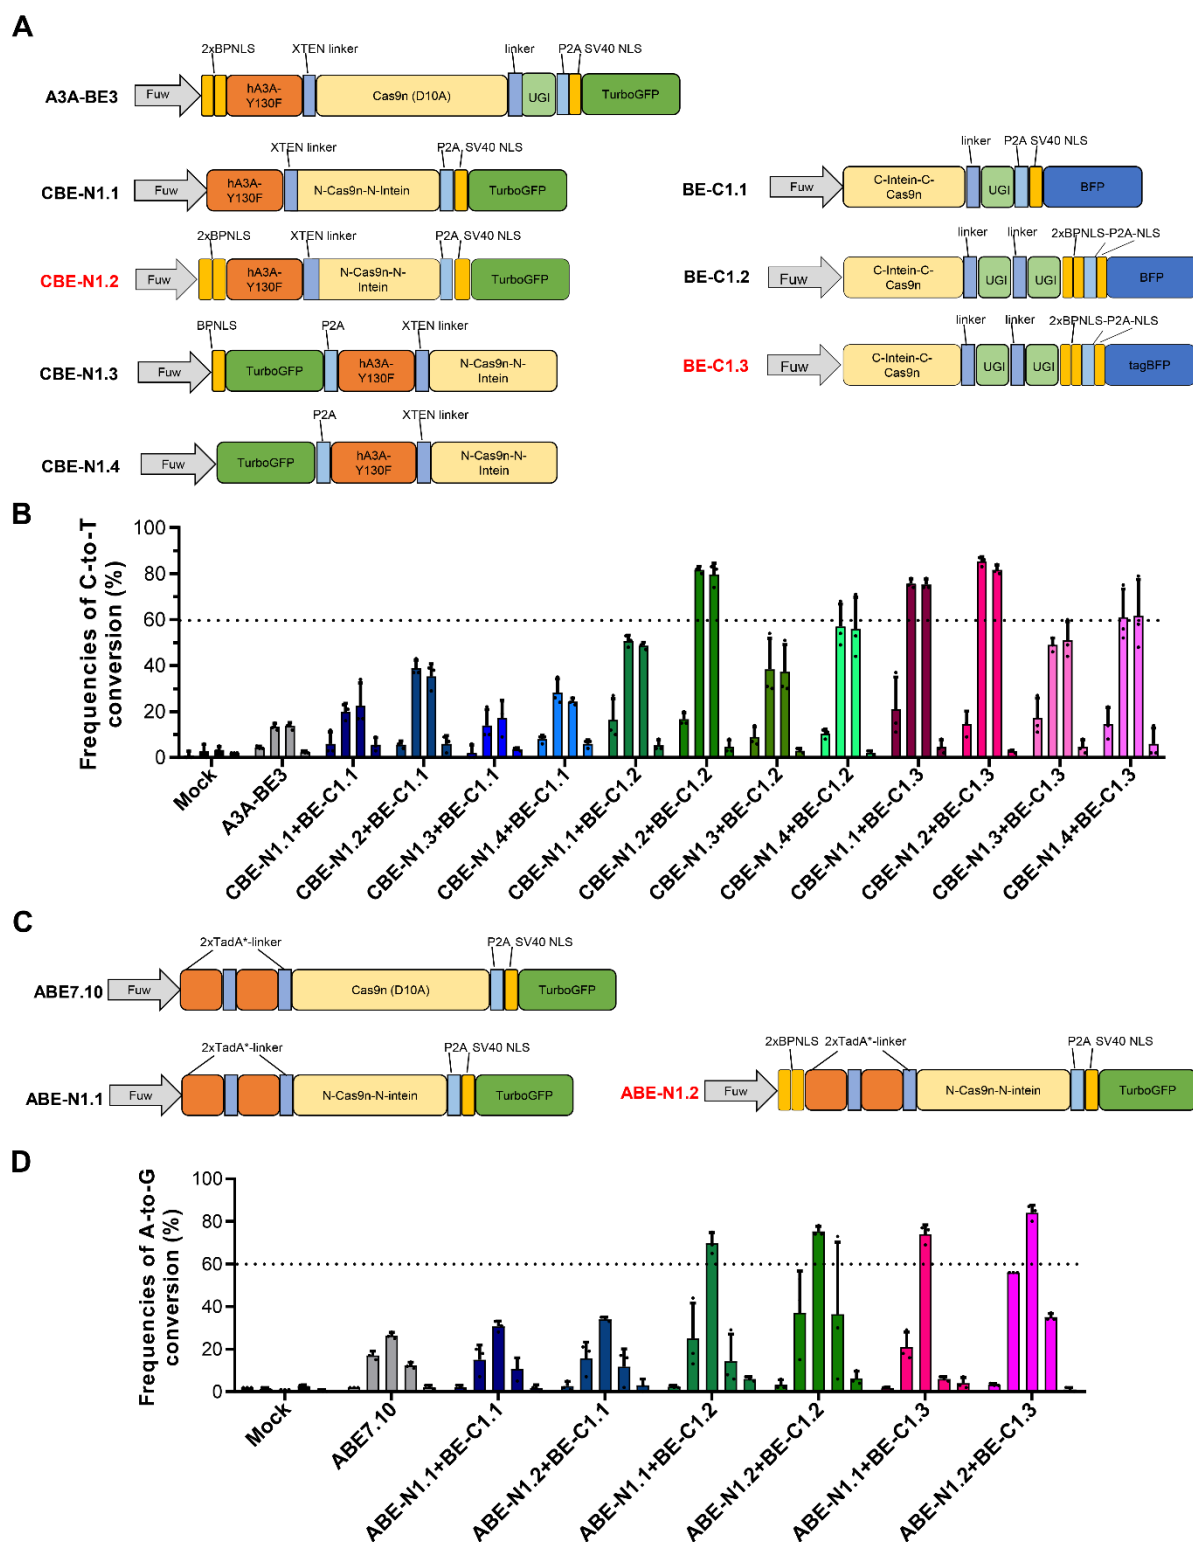 A
2xBPNLS XTEN linker linker P2A SV40 NLS
A3A-BE3 Fuw hA3A-Y130F Cas9n (D10A) UGI TurboGFP
XTEN linker P2A SV40 NLS
CBE-N1.1 Fuw hA3A-Y130F N-Cas9n-N-Intein TurboGFP
linker P2A SV40 NLS
BE-C1.1 Fuw C-Intein-C-Cas9n UGI BFP
2xBPNLS XTEN linker P2A SV40 NLS
CBE-N1.2 Fuw hA3A-Y130F N-Cas9n-N-Intein TurboGFP
linker linker 2xBPNLS-P2A-NLS
BE-C1.2 Fuw C-Intein-C-Cas9n UGI UGI BFP
BPNLS P2A XTEN linker
CBE-N1.3 Fuw TurboGFP hA3A-Y130F N-Cas9n-N-Intein
linker linker 2xBPNLS-P2A-NLS
BE-C1.3 Fuw C-Intein-C-Cas9n UGI UGI tagBFP
P2A XTEN linker
CBE-N1.4 Fuw TurboGFP hA3A-Y130F N-Cas9n-N-Intein
B
Frequencies of C-to-T
conversion (%)
100
80
60
40
20
0
Mock
A3A-BE3
CBE-N1.1+BE-C1.1
CBE-N1.2+BE-C1.1
CBE-N1.3+BE-C1.1
CBE-N1.4+BE-C1.1
CBE-N1.1+BE-C1.2
CBE-N1.2+BE-C1.2
CBE-N1.3+BE-C1.2
CBE-N1.4+BE-C1.2
CBE-N1.1+BE-C1.3
CBE-N1.2+BE-C1.3
CBE-N1.3+BE-C1.3
CBE-N1.4+BE-C1.3
C
2xTadA*-linker P2A SV40 NLS
ABE7.10 Fuw Cas9n (D10A) TurboGFP
2xTadA*-linker P2A SV40 NLS
ABE-N1.1 Fuw N-Cas9n-N-intein TurboGFP
2xBPNLS 2xTadA*-linker P2A SV40 NLS
ABE-N1.2 Fuw N-Cas9n-N-intein TurboGFP
D
Frequencies of A-to-G
conversion (%)
100
80
60
40
20
0
Mock
ABE7.10
ABE-N1.1+BE-C1.1
ABE-N1.2+BE-C1.1
ABE-N1.1+BE-C1.2
ABE-N1.2+BE-C1.2
ABE-N1.1+BE-C1.3
ABE-N1.2+BE-C1.3